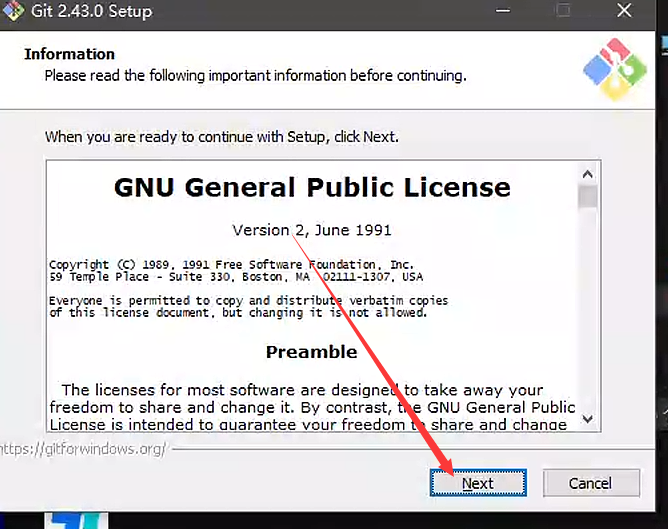 Git 2.43.0 Setup
Information
Please read the following important information before continuing.
When you are ready to continue with Setup, click Next.
GNU General Public License
Version 2, June 1991
Copyright (C) 1989, 1991 Free Software Foundation, Inc.
59 Temple Place - Suite 330, Boston, MA  02111-1307, USA
Everyone is permitted to copy and distribute verbatim copies
of this license document, but changing it is not allowed.
Preamble
The licenses for most software are designed to take away your
freedom to share and change it. By contrast, the GNU General Public
License is intended to guarantee your freedom to share and change
https://gitforwindows.org/
Next
Cancel